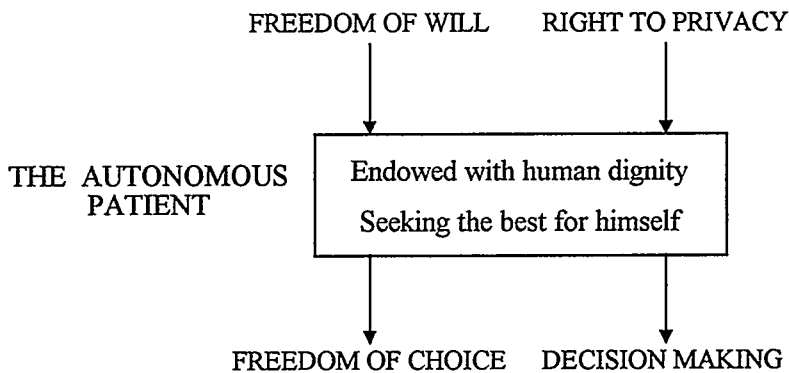 FREEDOM OF WILL RIGHT TO PRIVACY
THE AUTONOMOUS
PATIENT
Endowed with human dignity
Seeking the best for himself
FREEDOM OF CHOICE DECISION MAKING